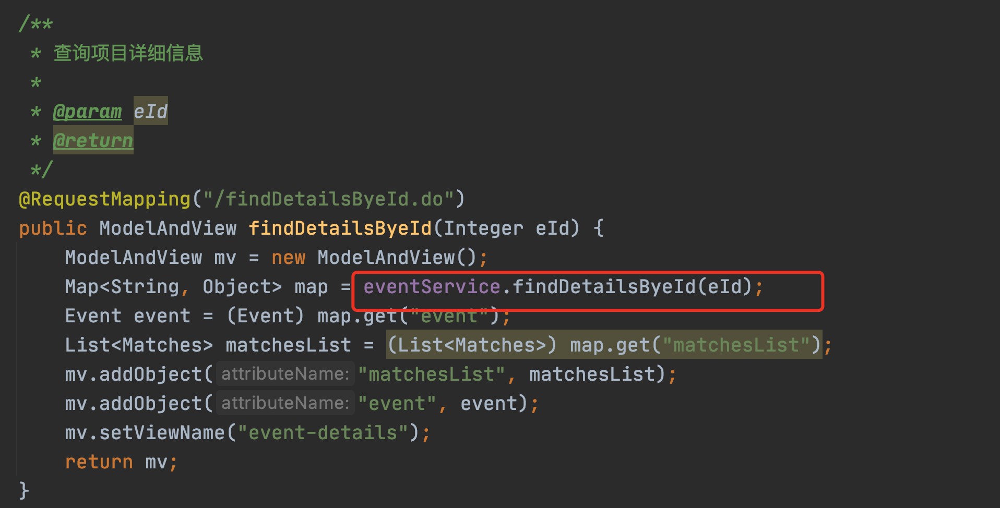 /**
 * 查询项目详细信息
 *
 * @param eId
 * @return
 */
@RequestMapping("/findDetailsByeId.do")
public ModelAndView findDetailsByeId(Integer eId) {
    ModelAndView mv = new ModelAndView();
    Map<String, Object> map = eventService.findDetailsByeId(eId);
    Event event = (Event) map.get("event");
    List<Matches> matchesList = (List<Matches>) map.get("matchesList");
    mv.addObject( attributeName: "matchesList", matchesList);
    mv.addObject( attributeName: "event", event);
    mv.setViewName("event-details");
    return mv;
}